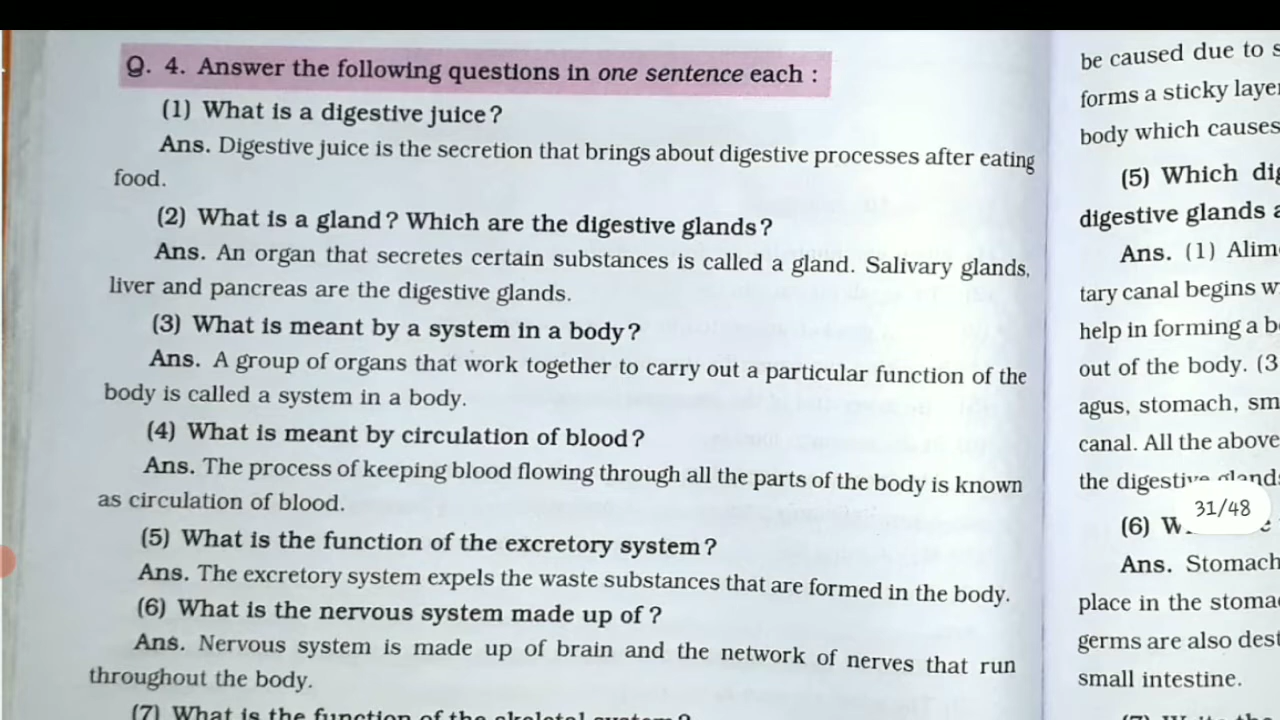 Q. 4. Answer the following questions in one sentence each :
(1) What is a digestive juice?
Ans. Digestive juice is the secretion that brings about digestive processes after eating
food.
(2) What is a gland? Which are the digestive glands?
Ans. An organ that secretes certain substances is called a gland. Salivary glands,
liver and pancreas are the digestive glands.
(3) What is meant by a system in a body?
Ans. A group of organs that work together to carry out a particular function of the
body is called a system in a body.
(4) What is meant by circulation of blood?
Ans. The process of keeping blood flowing through all the parts of the body is known
as circulation of blood.
(5) What is the function of the excretory system?
Ans. The excretory system expels the waste substances that are formed in the body.
(6) What is the nervous system made up of ?
Ans. Nervous system is made up of brain and the network of nerves that run
throughout the body.
(7) What is the function of the skeletal system?
be caused due to
forms a sticky
body which causes
(5) Which
digestive glands
Ans. (1)
tary canal begins
help in forming a
out of the body. (3
agus, stomach,
canal. All the above
the digestive
31/48
(6)
Ans. Stomach
place in the
germs are also
small intestine.